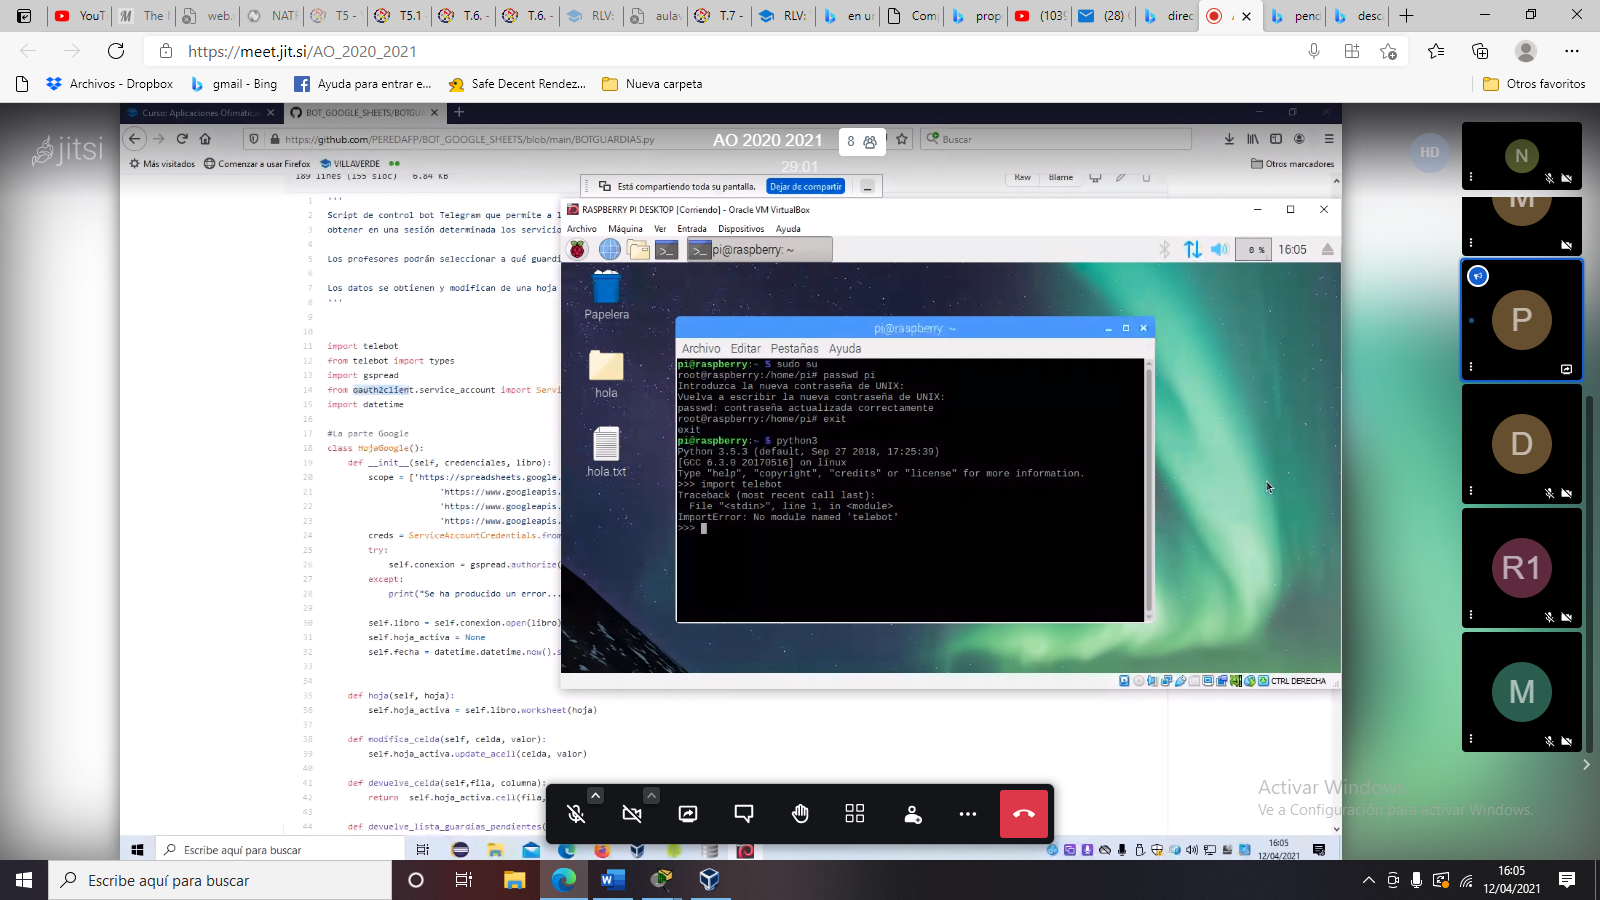 YouT
The M
web.
NATF
T5 -
T5.1
T.6. -
T.6. -
RLV:
aula
T.7 -
RLV:
en ur
Com
prop
(103
(28)
direc
pend
desc
https://meet.jit.si/AO_2020_2021
Archivos - Dropbox
gmail - Bing
Ayuda para entrar e...
Safe Decent Rendez...
Nueva carpeta
Otros favoritos
jitsi
Curso: Aplicaciones Ofimática
BOT_GOOGLE_SHEETS/BOTGU
https://github.com/PEREDAFP/BOT_GOOGLE_SHEETS/blob/main/BOTGUARDIAS.py
AO 2020 2021
8
29:01
Buscar
Más visitados
Comenzar a usar Firefox
VILLAVERDE
Otros marcadores
189 lines (155 sloc) 6.84 KB
Está compartiendo toda su pantalla.
Dejar de compartir
Raw
Blame
1 '''
2 Script de control bot Telegram que permite a l
3 obtener en una sesión determinada los servicio
4
5 Los profesores podrán seleccionar a qué guardi
6
7 Los datos se obtienen y modifican de una hoja
8 '''
9
10
11 import telebot
12 from telebot import types
13 import gspread
14 from oauth2client.service_account import Servi
15 import datetime
16
17 #La parte Google
18 class HojaGoogle():
19 def __init__(self, credenciales, libro):
20 scope = ['https://spreadsheets.google.
21 'https://www.googleapis.
22 'https://www.googleapis.
23 'https://www.googleapis.
24 creds = ServiceAccountCredentials.from
25 try:
26 self.conexion = gspread.authorize(
27 except:
28 print("Se ha producido un error...
29
30 self.libro = self.conexion.open(libro)
31 self.hoja_activa = None
32 self.fecha = datetime.datetime.now().s
33
34
35 def hoja(self, hoja):
36 self.hoja_activa = self.libro.worksheet(hoja)
37
38 def modifica_celda(self, celda, valor):
39 self.hoja_activa.update_acell(celda, valor)
40
41 def devuelve_celda(self,fila, columna):
42 return self.hoja_activa.cell(fila,
43
44 def devuelve_lista_guardias_pendientes(
RASPBERRY PI DESKTOP [Corriendo] - Oracle VM VirtualBox
Archivo Máquina Ver Entrada Dispositivos Ayuda
pi@raspberry: ~
0 %
16:05
Papelera
hola
hola.txt
pi@raspberry: ~
Archivo Editar Pestañas Ayuda
pi@raspberry:~ $ sudo su
root@raspberry:/home/pi# passwd pi
Introduzca la nueva contraseña de UNIX:
Vuelva a escribir la nueva contraseña de UNIX:
passwd: contraseña actualizada correctamente
root@raspberry:/home/pi# exit
exit
pi@raspberry:~ $ python3
Python 3.5.3 (default, Sep 27 2018, 17:25:39)
[GCC 6.3.0 20170516] on linux
Type "help", "copyright", "credits" or "license" for more information.
>>> import telebot
Traceback (most recent call last):
File "<stdin>", line 1, in <module>
ImportError: No module named 'telebot'
>>>
CTRL DERECHA
HD
N
M
P
D
R1
M
Activar Windows
Ve a Configuración para activar Windows.
Escribe aquí para buscar
16:05
12/04/2021
Escribe aquí para buscar
16:05
12/04/2021